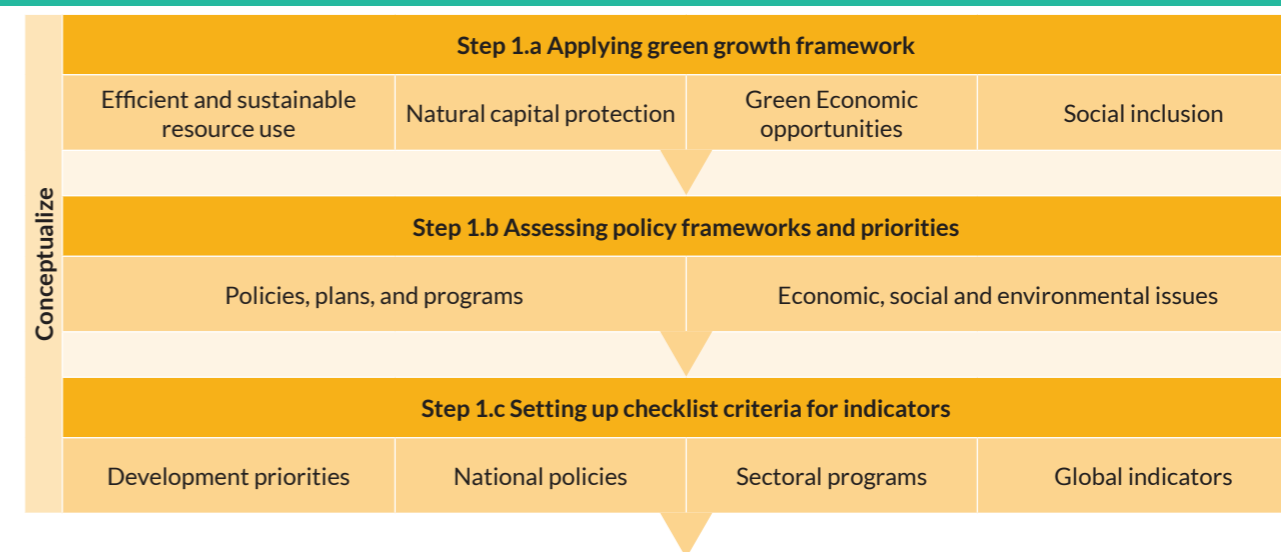 Conceptualize
Step 1.a Applying green growth framework
Efficient and sustainable
resource use
Natural capital protection
Green Economic
opportunities
Social inclusion
Step 1.b Assessing policy frameworks and priorities
Policies, plans, and programs
Economic, social and environmental issues
Step 1.c Setting up checklist criteria for indicators
Development priorities
National policies
Sectoral programs
Global indicators